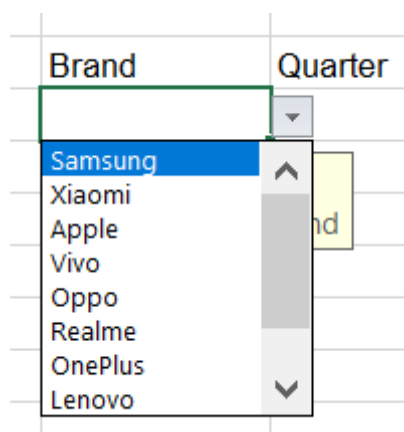 Brand Quarter
Samsung
Xiaomi
Apple
Vivo
Oppo
Realme
OnePlus
Lenovo